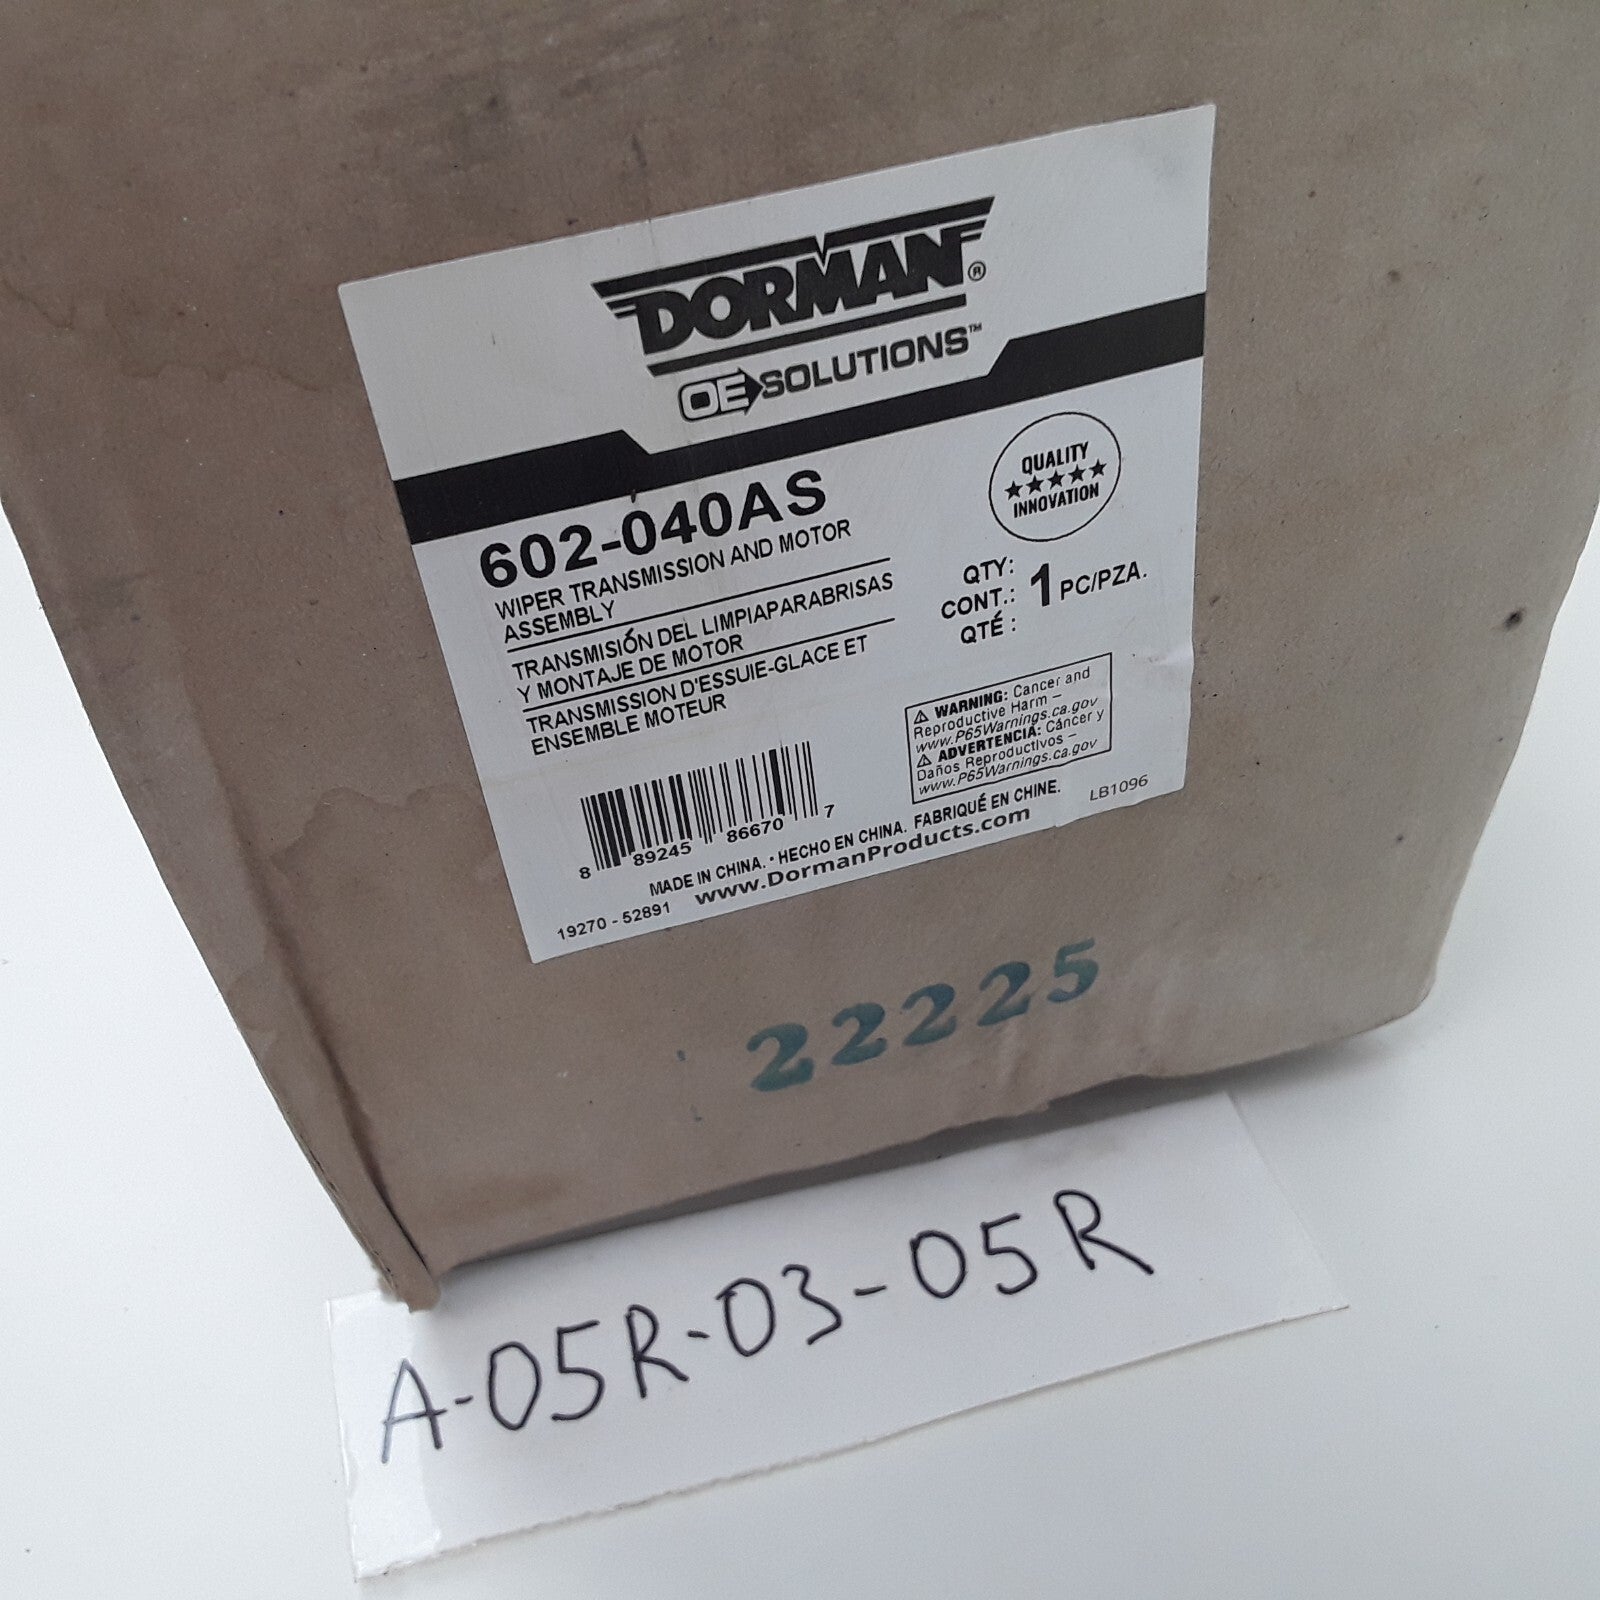 DORMAN®
OE SOLUTIONS™
602-040AS
WIPER TRANSMISSION AND MOTOR
ASSEMBLY
TRANSMISIÓN DEL LIMPIAPARABRISAS
Y MONTAJE DE MOTOR
TRANSMISSION D'ESSUIE-GLACE ET
ENSEMBLE MOTEUR
QUALITY
★★★★★
INNOVATION
QTY:
CONT.: 1 PC/PZA.
QTÉ :
⚠ WARNING: Cancer and
Reproductive Harm –
www.P65Warnings.ca.gov
⚠ ADVERTENCIA: Cáncer y
Daños Reproductivos –
www.P65Warnings.ca.gov
8 89245 86670 7
MADE IN CHINA. • HECHO EN CHINA. FABRIQUÉ EN CHINE.
LB1096
www.DormanProducts.com
19270 - 52891
22225
A-05R-03-05R